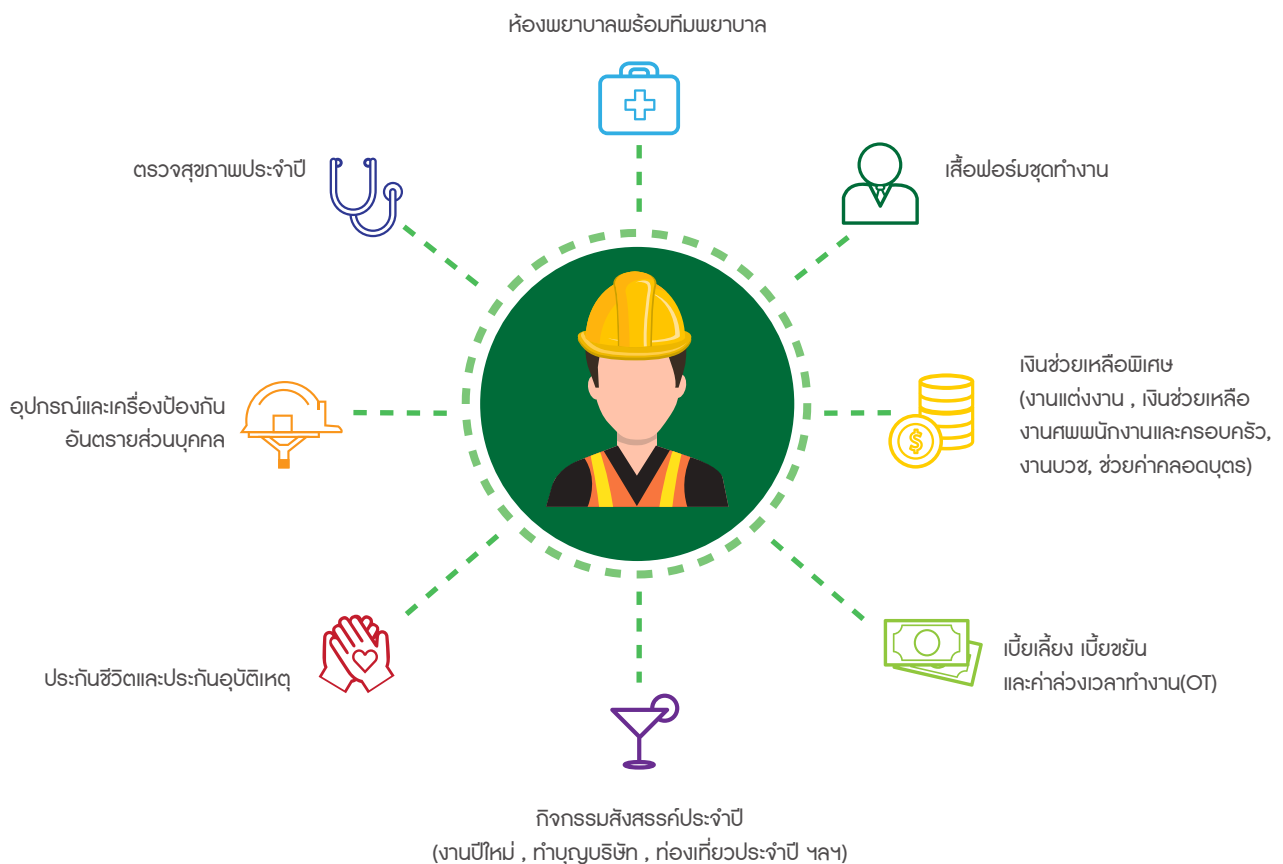 ห้องพยาบาลพร้อมทีมพยาบาล
ตรวจสุขภาพประจำปี
เสื้อฟอร์มชุดทำงาน
อุปกรณ์และเครื่องป้องกัน
อันตรายส่วนบุคคล
เงินช่วยเหลือพิเศษ
(งานแต่งงาน , เงินช่วยเหลือ
งานศพพนักงานและครอบครัว,
งานบวช, ช่วยค่าคลอดบุตร)
ประกันชีวิตและประกันอุบัติเหตุ
เบี้ยเลี้ยง เบี้ยขยัน
และค่าล่วงเวลาทำงาน(OT)
กิจกรรมสังสรรค์ประจำปี
(งานปีใหม่ , ทำบุญบริษัท , ท่องเที่ยวประจำปี ฯลฯ)